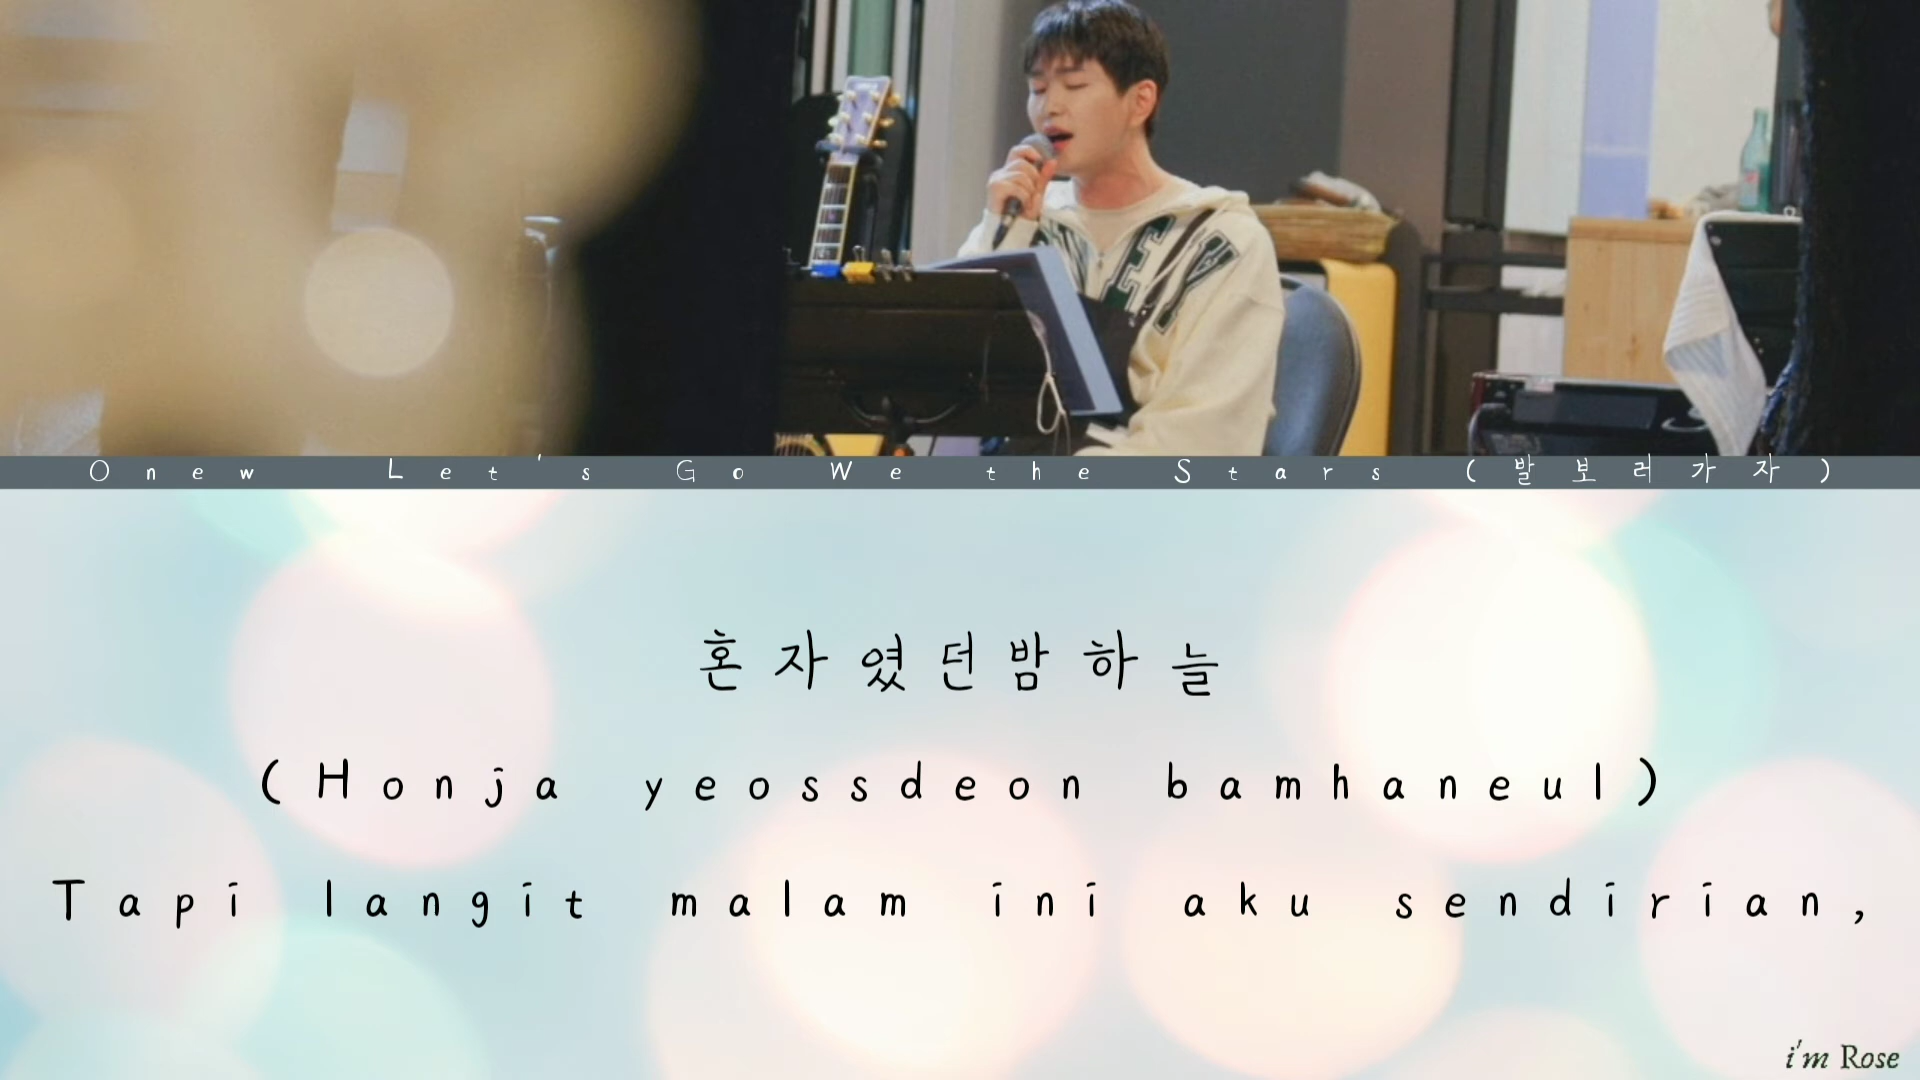 Onew Let's Go We the Stars (발보러가자)
혼자였던밤하늘
(Honja yeossdeon bamhaneul)
Tapi langit malam ini aku sendirian,
i'm Rose